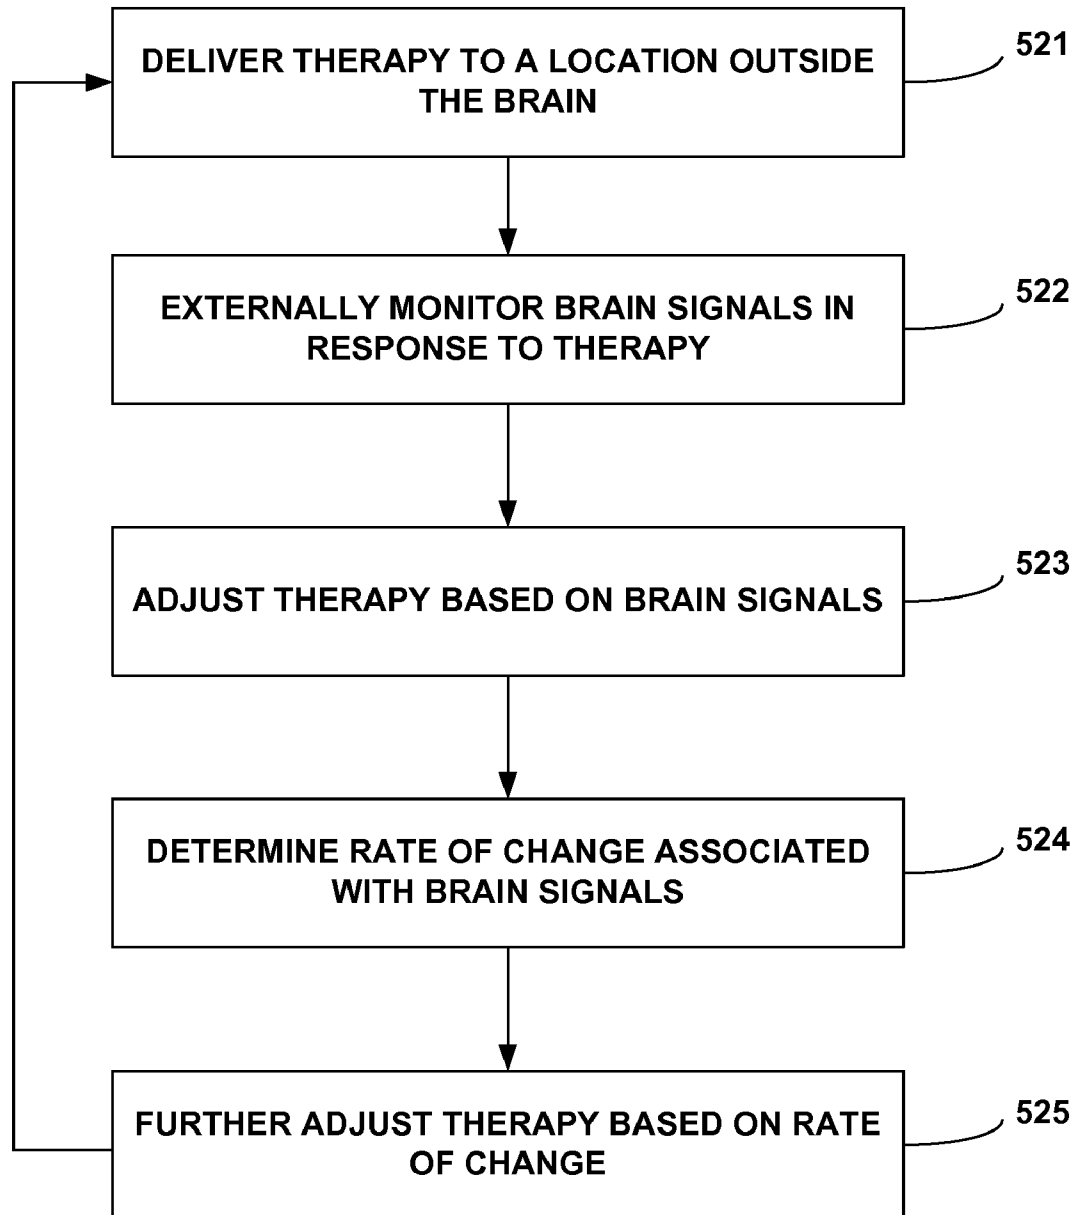 DELIVER THERAPY TO A LOCATION OUTSIDE
THE BRAIN
521
EXTERNALLY MONITOR BRAIN SIGNALS IN
RESPONSE TO THERAPY
522
ADJUST THERAPY BASED ON BRAIN SIGNALS
523
DETERMINE RATE OF CHANGE ASSOCIATED
WITH BRAIN SIGNALS
524
FURTHER ADJUST THERAPY BASED ON RATE
OF CHANGE
525